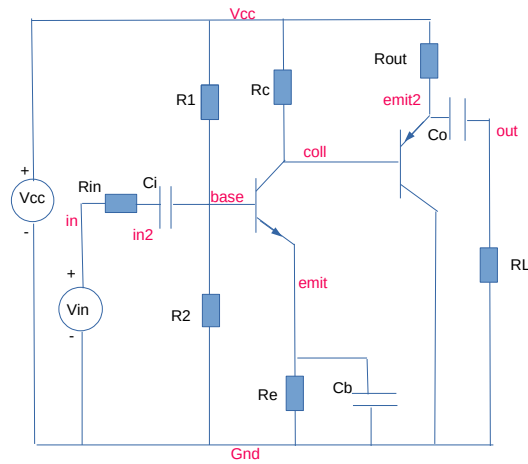 Vcc
Rout
R1
Rc
emit2
Co
out
coll
+
Vcc
-
Rin
Ci
base
in
in2
+
Vin
-
emit
RL
R2
Re
Cb
Gnd